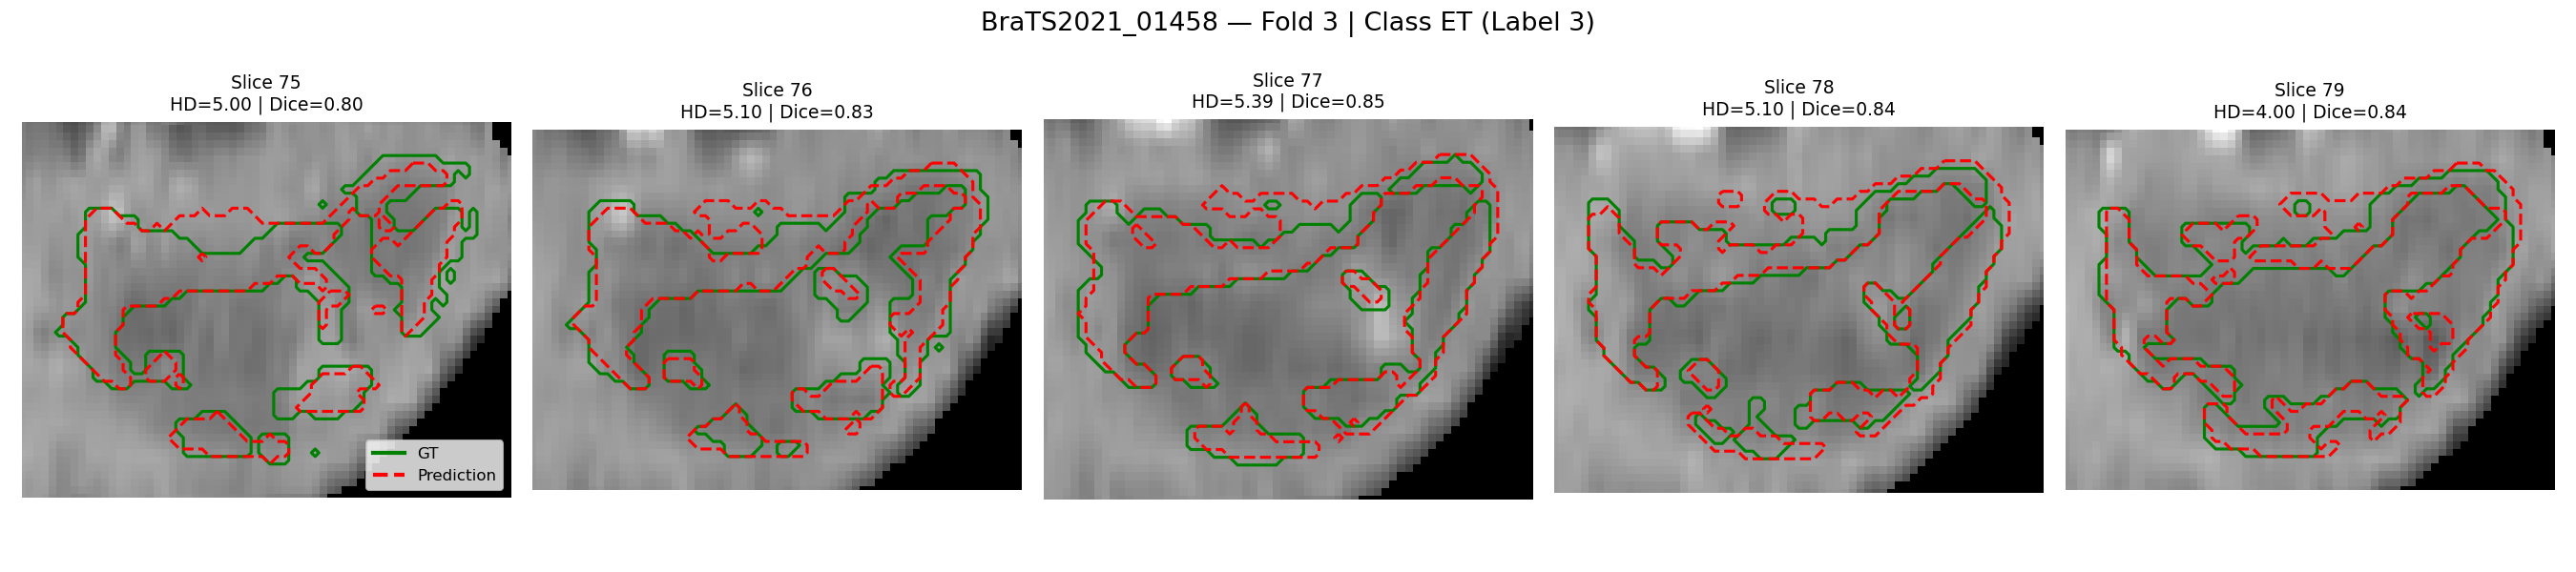 BraTS2021_01458 — Fold 3 | Class ET (Label 3)
Slice 75
HD=5.00 | Dice=0.80
Slice 76
HD=5.10 | Dice=0.83
Slice 77
HD=5.39 | Dice=0.85
Slice 78
HD=5.10 | Dice=0.84
Slice 79
HD=4.00 | Dice=0.84
GT
Prediction